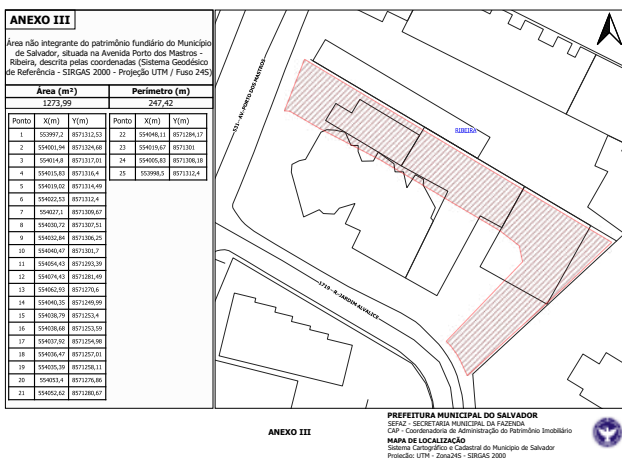 ANEXO III
Área não integrante do patrimônio fundiário do Município
de Salvador, situada na Avenida Porto dos Mastros -
Ribeira, descrita pelas coordenadas (Sistema Geodésico
de Referência - SIRGAS 2000 - Projeção UTM / Fuso 24S)
Área (m²) Perímetro (m)
1273,99 247,42
Ponto X(m) Y(m) Ponto X(m) Y(m)
1 553997,2 8571312,53 22 554048,11 8571284,17
2 554001,94 8571324,68 23 554019,67 8571301
3 554014,8 8571317,01 24 554005,83 8571308,18
4 554015,83 8571316,4 25 553998,5 8571312,4
5 554019,02 8571314,49
6 554022,53 8571312,4
7 554027,1 8571309,67
8 554030,72 8571307,51
9 554032,84 8571306,25
10 554040,47 8571301,7
11 554054,43 8571293,39
12 554074,43 8571281,49
13 554062,93 8571270,6
14 554040,35 8571249,99
15 554038,79 8571253,4
16 554038,68 8571253,59
17 554037,92 8571254,98
18 554036,47 8571257,01
19 554035,39 8571258,11
20 554053,4 8571276,86
21 554052,62 8571280,67
531 - AV. PORTO DOS MASTROS
RIBEIRA
1719 - R. JARDIM ALVALICE
ANEXO III
PREFEITURA MUNICIPAL DO SALVADOR
SEFAZ - SECRETARIA MUNICIPAL DA FAZENDA
CAP - Coordenadoria de Administração do Patrimônio Imobiliário
MAPA DE LOCALIZAÇÃO
Sistema Cartográfico e Cadastral do Município de Salvador
Projeção: UTM - Zona24S - SIRGAS 2000